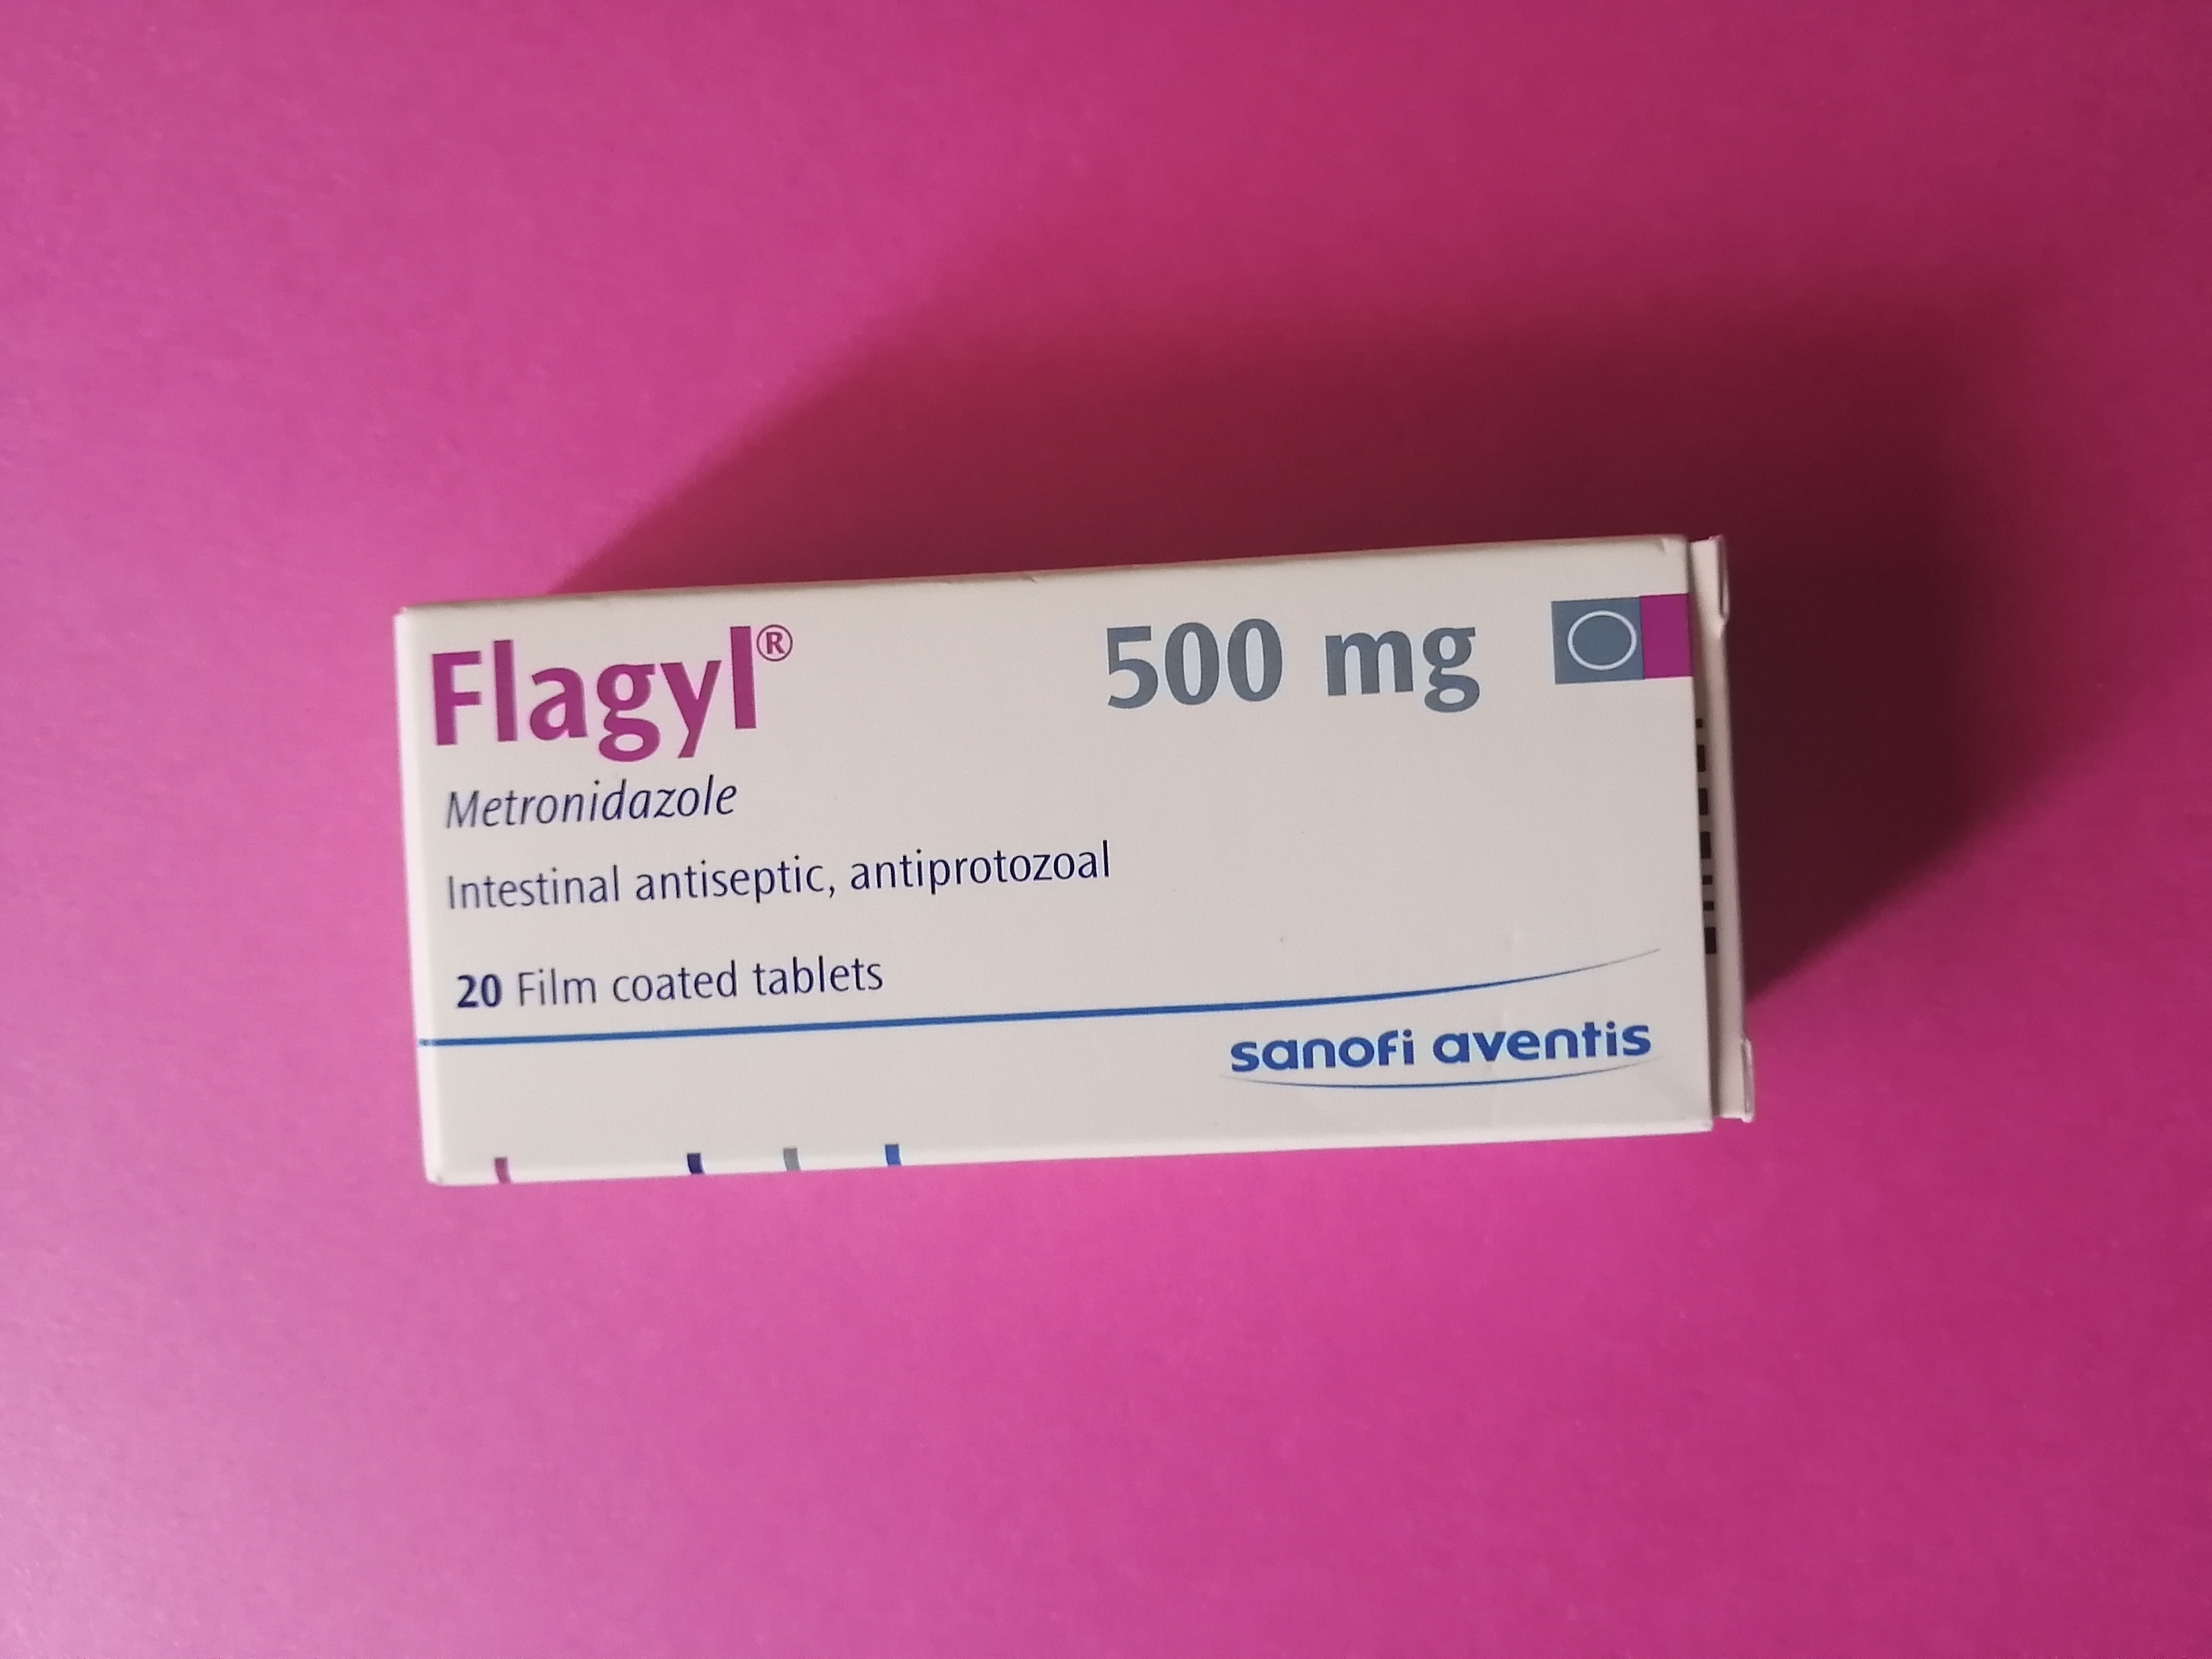 Flagyl® 500 mg
Metronidazole
Intestinal antiseptic, antiprotozoal
20 Film coated tablets
sanofi aventis